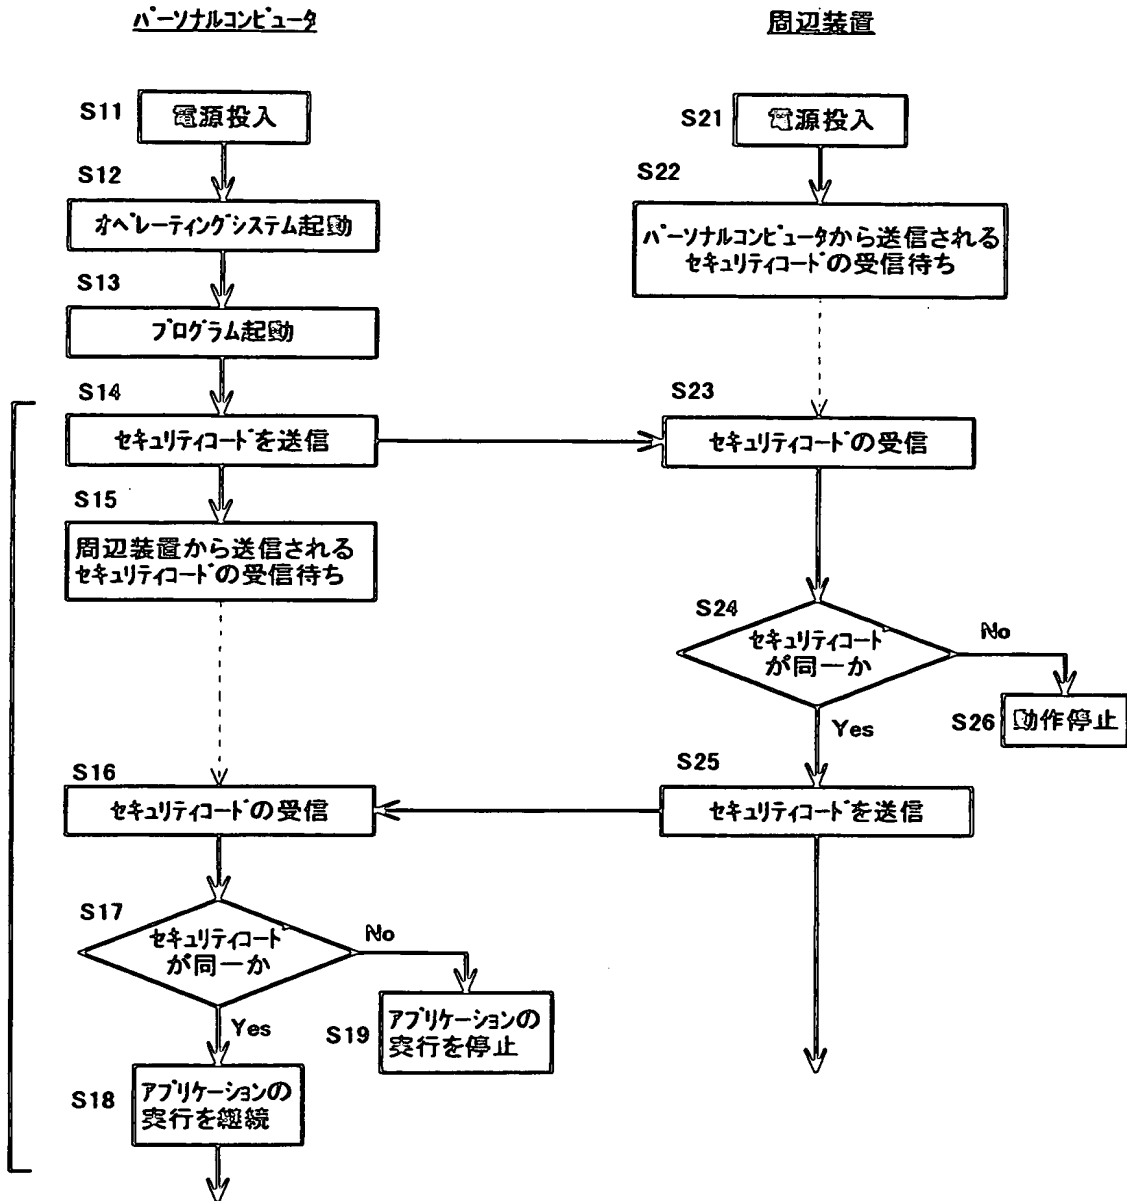 パーソナルコンピュータ
周辺装置
S11
電源投入
S12
オペレーティングシステム起動
S13
プログラム起動
S14
セキュリティコードを送信
S15
周辺装置から送信される
セキュリティコードの受信待ち
S16
セキュリティコードの受信
S17
セキュリティコード
が同一か
No
Yes
S19
アプリケーションの
実行を停止
S18
アプリケーションの
実行を継続
S21
電源投入
S22
パーソナルコンピュータから送信される
セキュリティコードの受信待ち
S23
セキュリティコードの受信
S24
セキュリティコード
が同一か
No
Yes
S26
動作停止
S25
セキュリティコードを送信